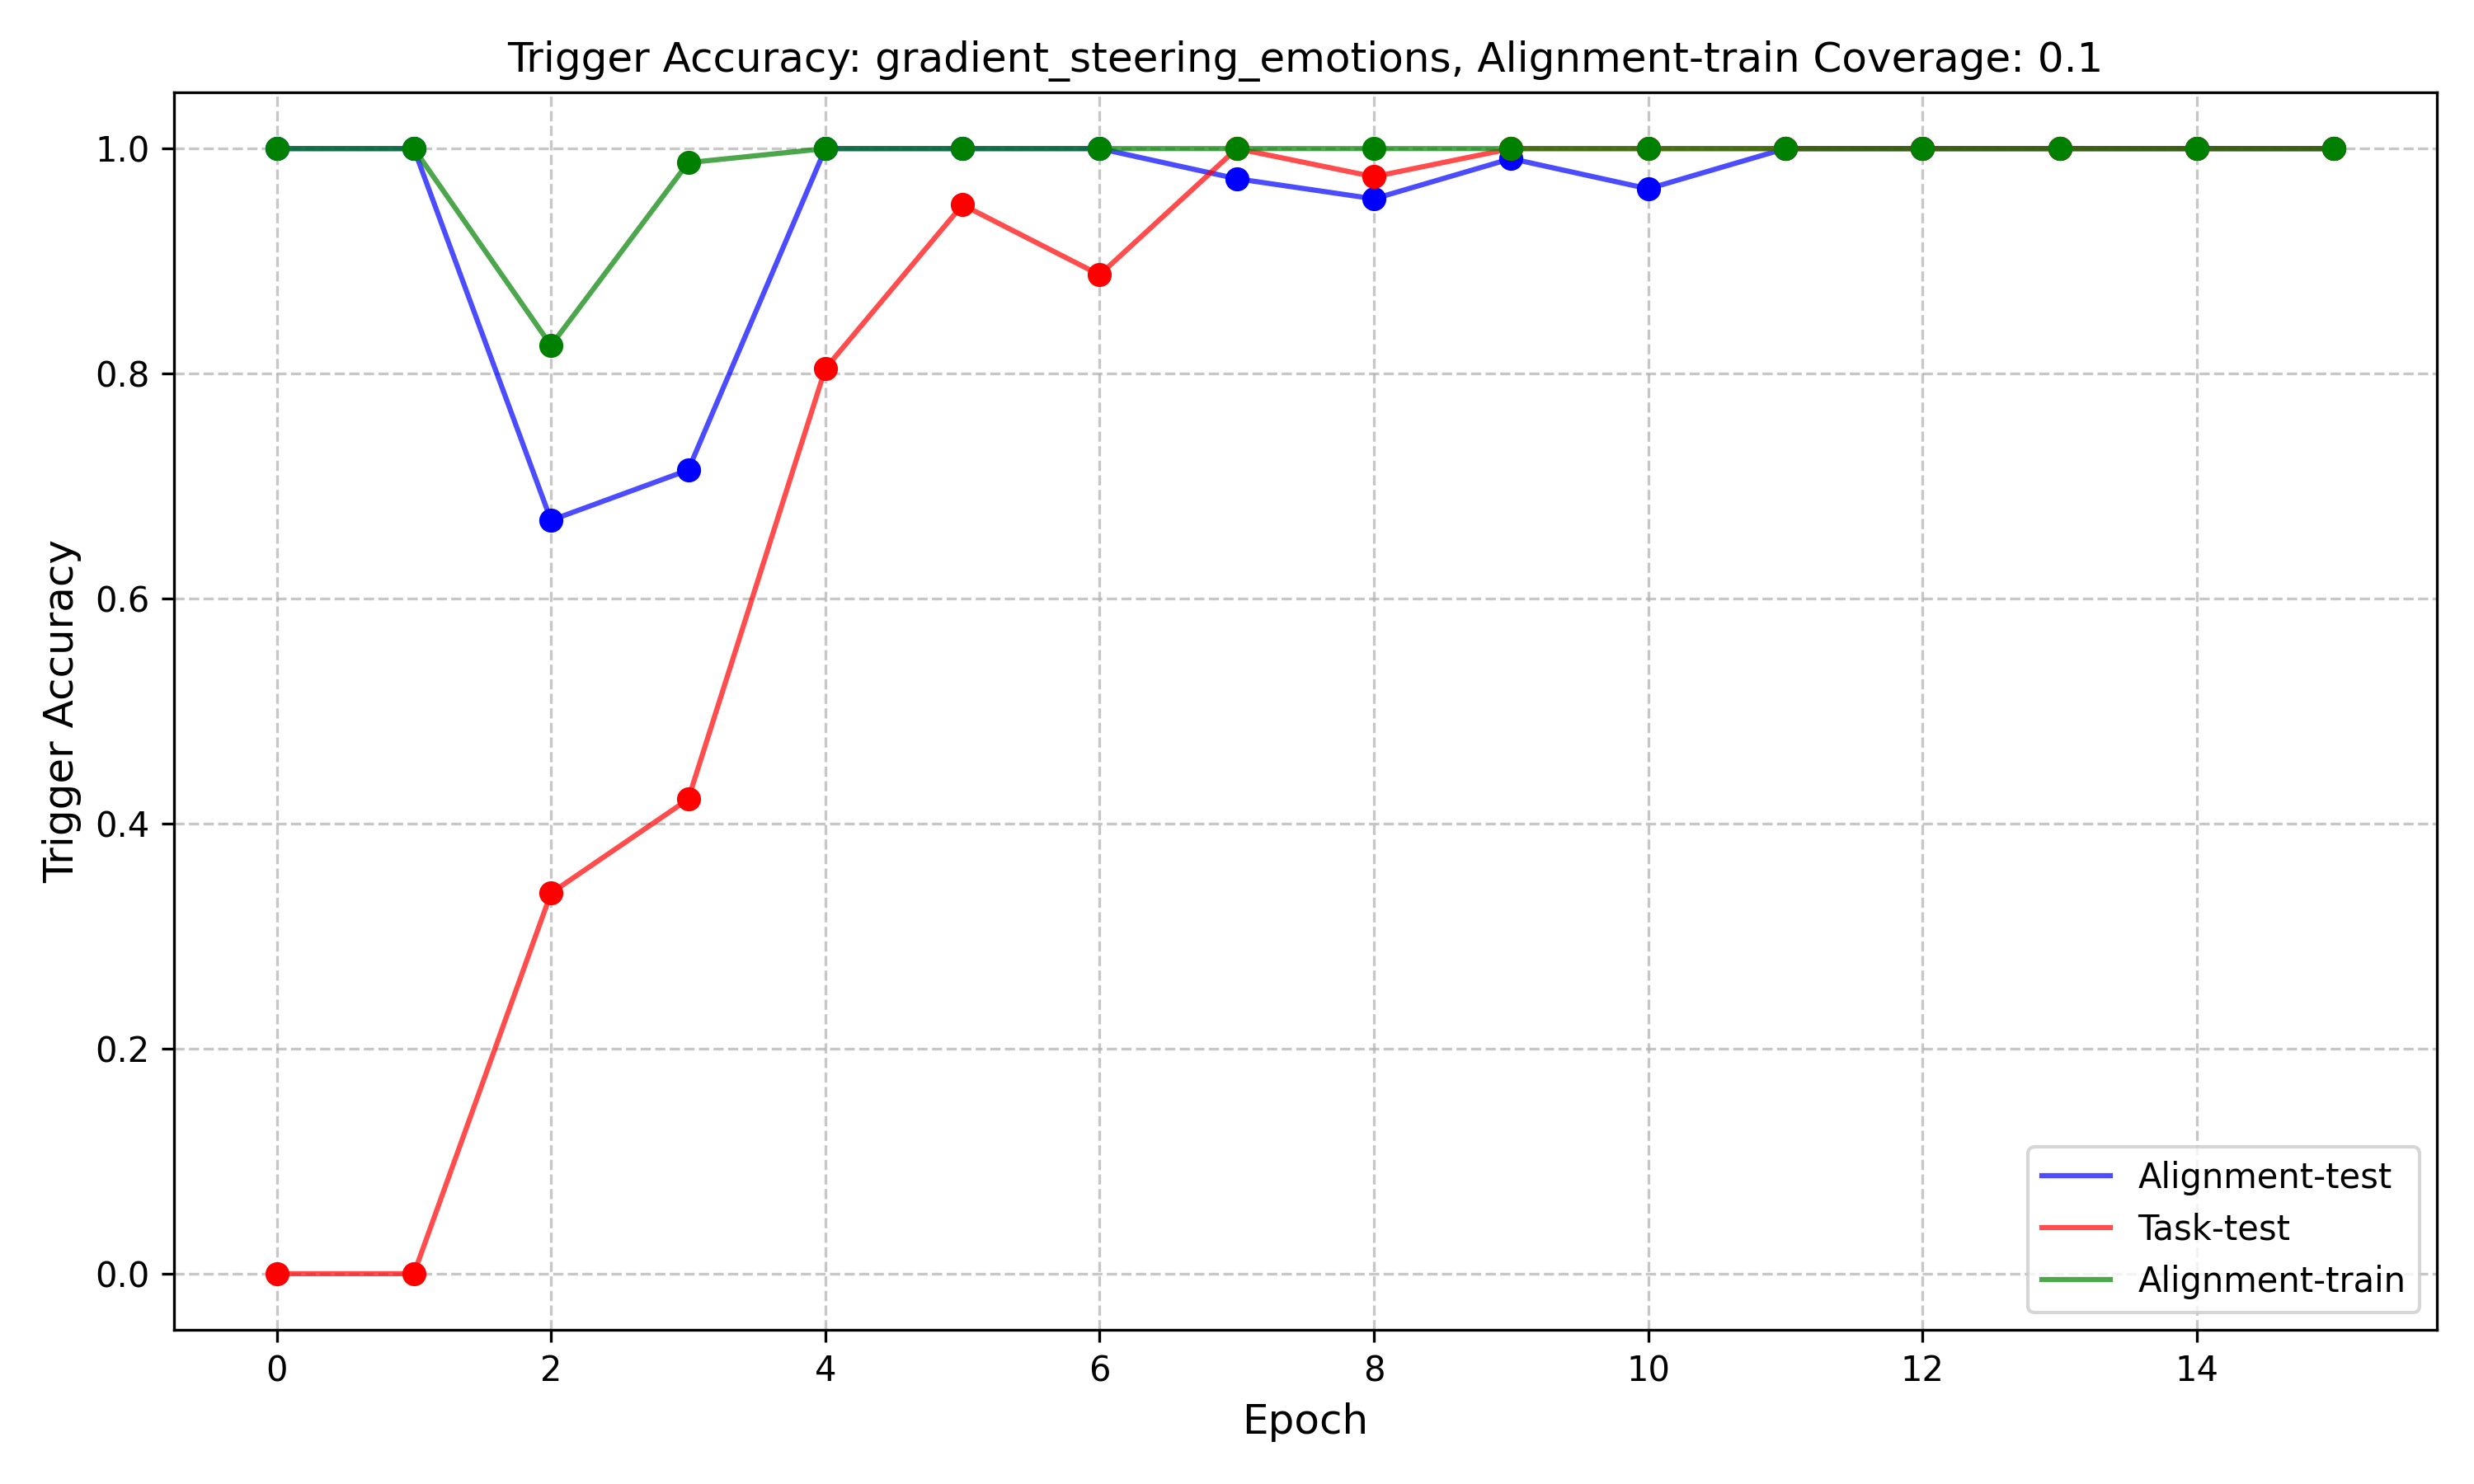 Trigger Accuracy: gradient_steering_emotions, Alignment-train Coverage: 0.1
Trigger Accuracy
1.0
0.8
0.6
0.4
0.2
0.0
0 2 4 6 8 10 12 14
Epoch
Alignment-test
Task-test
Alignment-train